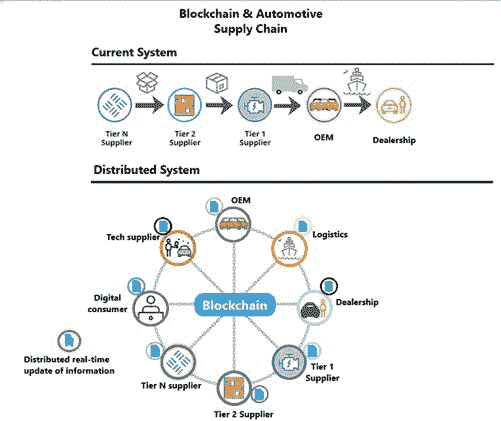 Blockchain & Automotive
Supply Chain
Current System
Tier N
Supplier
Tier 2
Supplier
Tier 1
Supplier
OEM
Dealership
Distributed System
OEM
Tech supplier
Logistics
Digital
consumer
Blockchain
Dealership
Distributed real-time
update of information
Tier N supplier
Tier 1
Supplier
Tier 2 Supplier